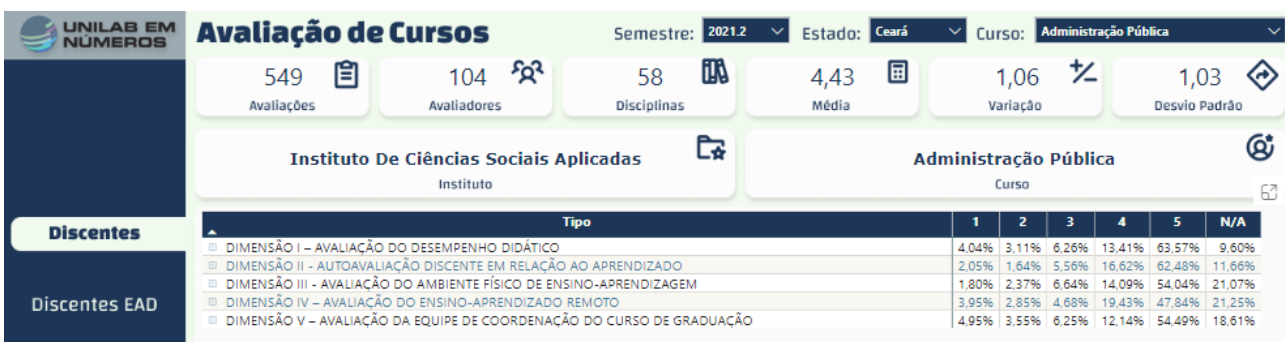 UNILAB EM
NÚMEROS
Avaliação de Cursos
Semestre: 2021.2 Estado: Ceará Curso: Administração Pública
549 104 58 4,43 1,06 1,03
Avaliações Avaliadores Disciplinas Média Variação Desvio Padrão
Instituto De Ciências Sociais Aplicadas Administração Pública
Instituto Curso
Discentes
Discentes EAD
Tipo 1 2 3 4 5 N/A
DIMENSÃO I – AVALIAÇÃO DO DESEMPENHO DIDÁTICO 4,04% 3,11% 6,26% 13,41% 63,57% 9,60%
DIMENSÃO II - AUTOAVALIAÇÃO DISCENTE EM RELAÇÃO AO APRENDIZADO 2,05% 1,64% 5,56% 16,62% 62,48% 11,66%
DIMENSÃO III - AVALIAÇÃO DO AMBIENTE FÍSICO DE ENSINO-APRENDIZAGEM 1,80% 2,37% 6,64% 14,09% 54,04% 21,07%
DIMENSÃO IV – AVALIAÇÃO DO ENSINO-APRENDIZADO REMOTO 3,95% 2,85% 4,68% 19,43% 47,84% 21,25%
DIMENSÃO V – AVALIAÇÃO DA EQUIPE DE COORDENAÇÃO DO CURSO DE GRADUAÇÃO 4,95% 3,55% 6,25% 12,14% 54,49% 18,61%